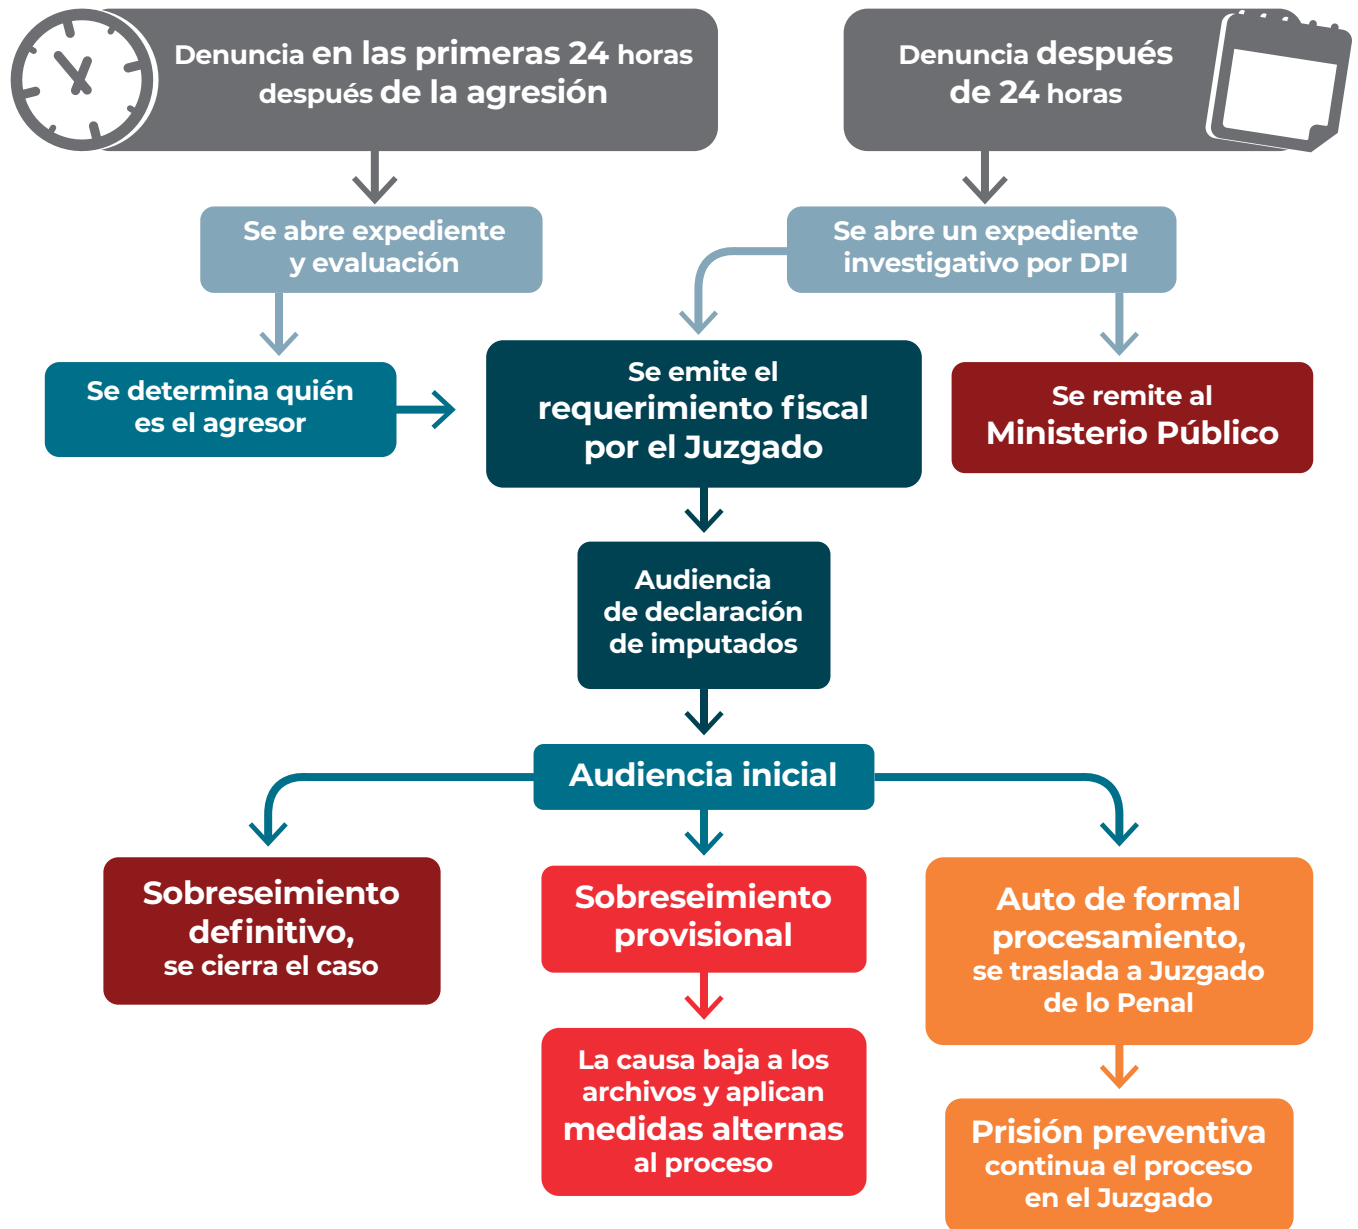 Denuncia en las primeras 24 horas
después de la agresión
Denuncia después
de 24 horas
Se abre expediente
y evaluación
Se abre un expediente
investigativo por DPI
Se determina quién
es el agresor
Se emite el
requerimiento fiscal
por el Juzgado
Se remite al
Ministerio Público
Audiencia
de declaración
de imputados
Audiencia inicial
Sobreseimiento
definitivo,
se cierra el caso
Sobreseimiento
provisional
Auto de formal
procesamiento,
se traslada a Juzgado
de lo Penal
La causa baja a los
archivos y aplican
medidas alternas
al proceso
Prisión preventiva
continua el proceso
en el Juzgado